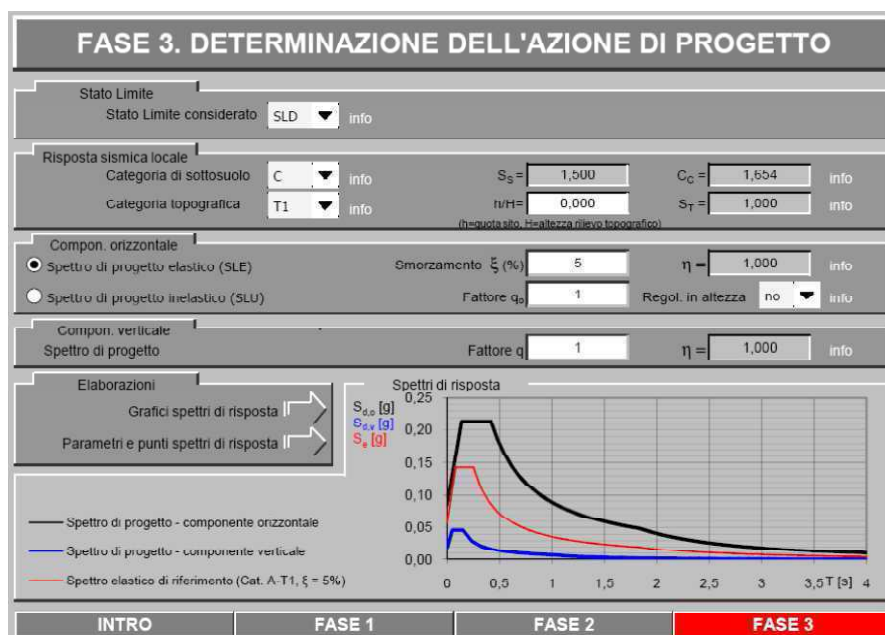 FASE 3. DETERMINAZIONE DELL'AZIONE DI PROGETTO
Stato Limite
Stato Limite considerato SLD info
Risposta sismica locale
Categoria di sottosuolo C info S_S = 1,500 C_C = 1,654 info
Categoria topografica T1 info h/H= 0,000 S_T = 1,000 info
(h=quota sito, H=altezza rilievo topografico)
Compon. orizzontale
Spettro di progetto elastico (SLE) Smorzamento ξ (%) 5 η = 1,000 info
Spettro di progetto inelastico (SLU) Fattore q₀ 1 Regol. in altezza no info
Compon. verticale
Spettro di progetto Fattore q 1 η = 1,000 info
Elaborazioni
Grafici spettri di risposta
Parametri e punti spettri di risposta
Spettri di risposta
S_d,o [g]
S_d,v [g]
S_e [g]
0,25
0,20
0,15
0,10
0,05
0,00
0 0,5 1 1,5 2 2,5 3 3,5 T [s] 4
Spettro di progetto - componente orizzontale
Spettro di progetto - componente verticale
Spettro elastico di riferimento (Cat. A-T1, ξ = 5%)
INTRO FASE 1 FASE 2 FASE 3